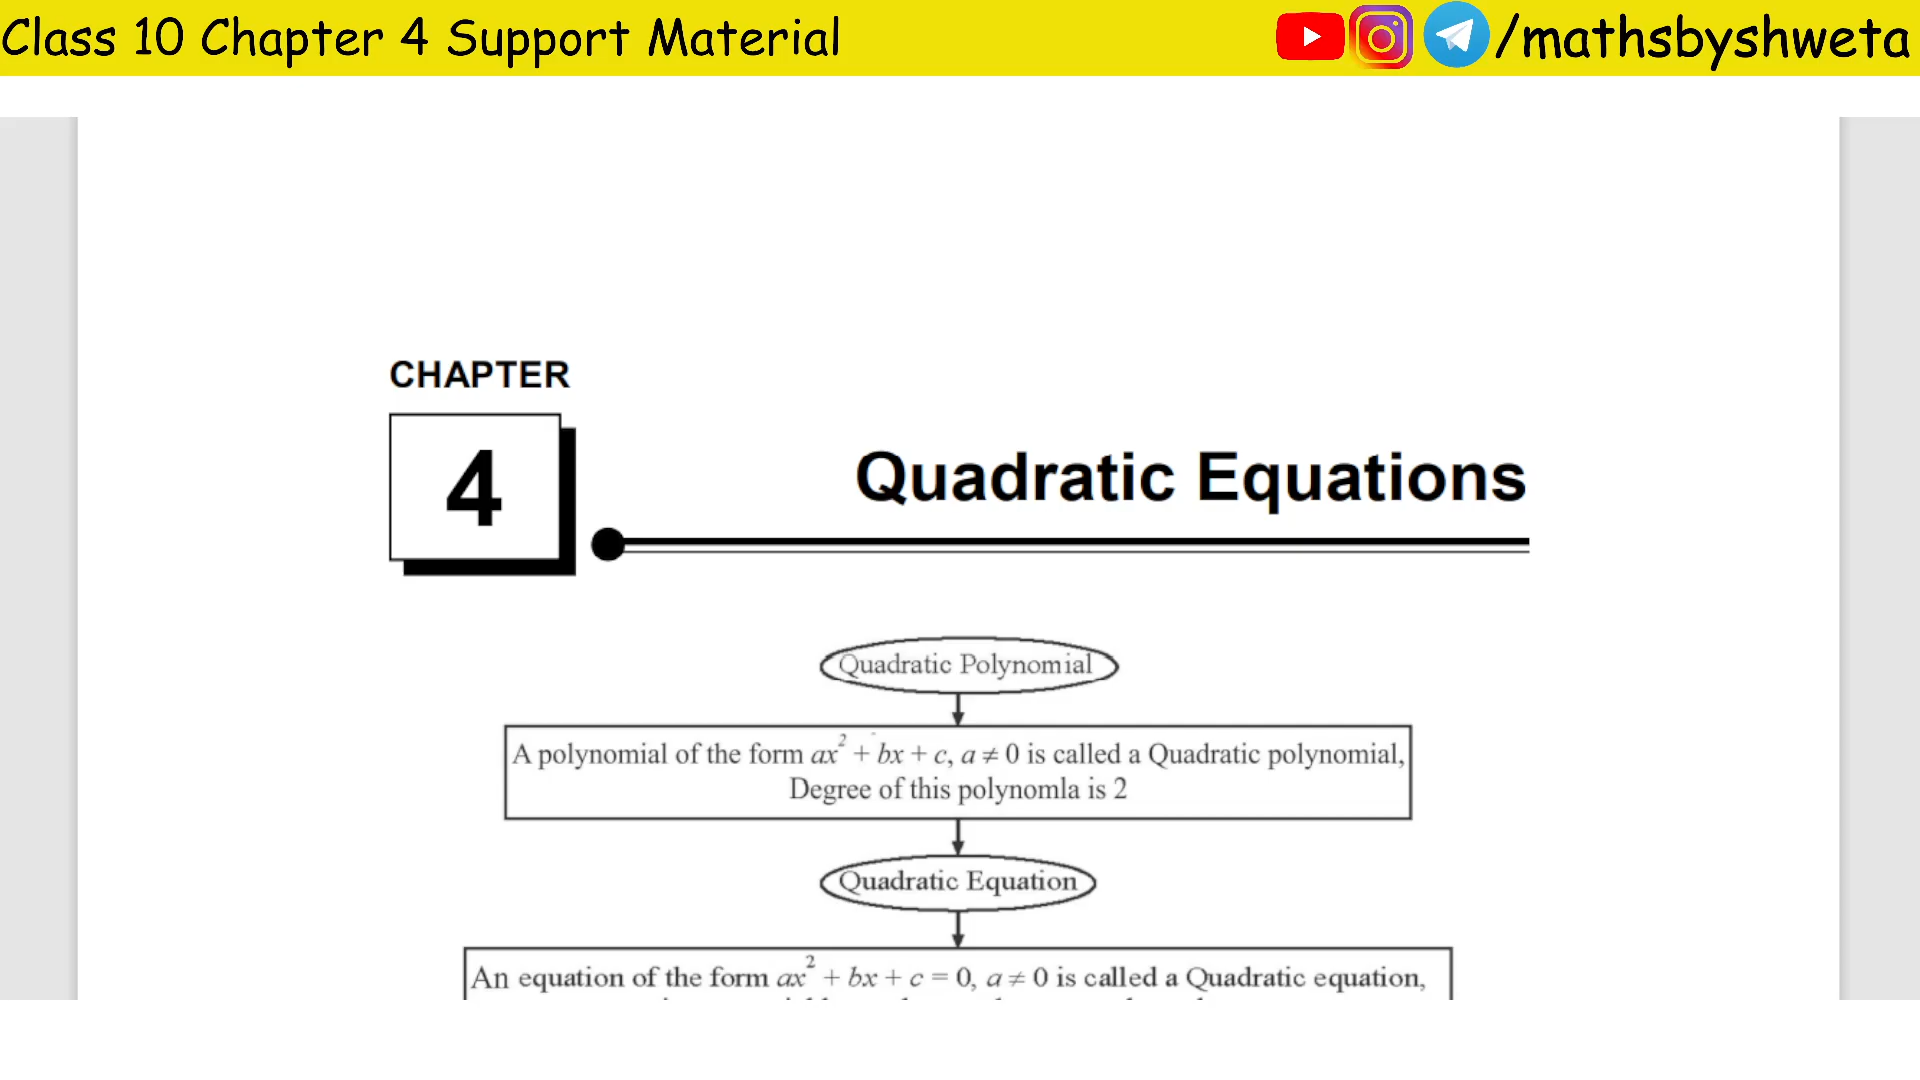 Class 10 Chapter 4 Support Material
/mathsbyshweta
CHAPTER
4
Quadratic Equations
Quadratic Polynomial
A polynomial of the form ax² + bx + c, a ≠ 0 is called a Quadratic polynomial,
Degree of this polynomla is 2
Quadratic Equation
An equation of the form ax² + bx + c = 0, a ≠ 0 is called a Quadratic equation,